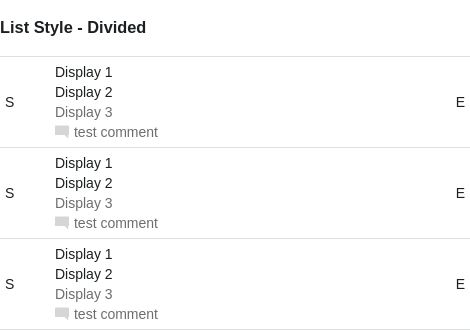 List Style - Divided
Display 1
Display 2
S
Display 3
E
test comment
Display 1
Display 2
S
Display 3
E
test comment
Display 1
Display 2
S
Display 3
E
test comment